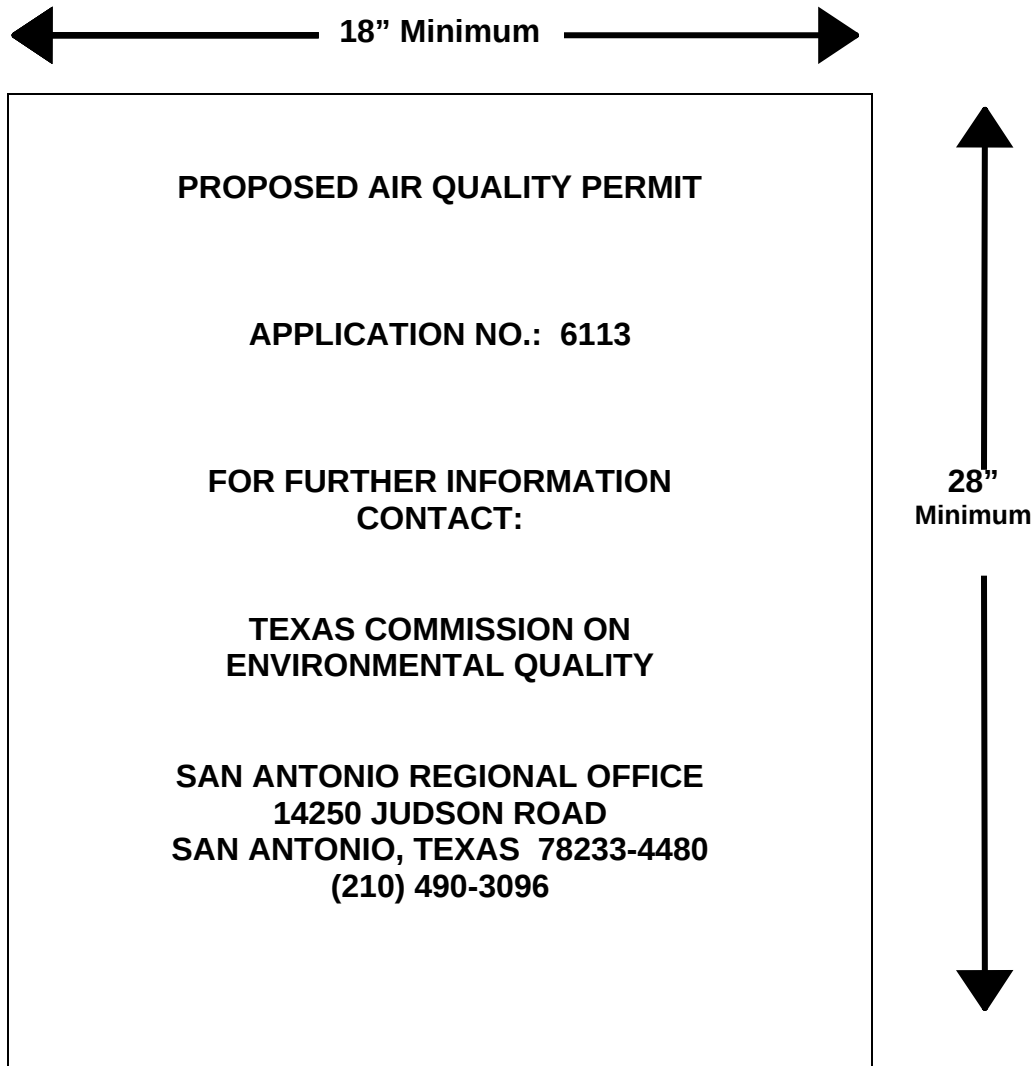 18” Minimum
PROPOSED AIR QUALITY PERMIT
APPLICATION NO.: 6113
FOR FURTHER INFORMATION
CONTACT:
28”
Minimum
TEXAS COMMISSION ON
ENVIRONMENTAL QUALITY
SAN ANTONIO REGIONAL OFFICE
14250 JUDSON ROAD
SAN ANTONIO, TEXAS 78233-4480
(210) 490-3096